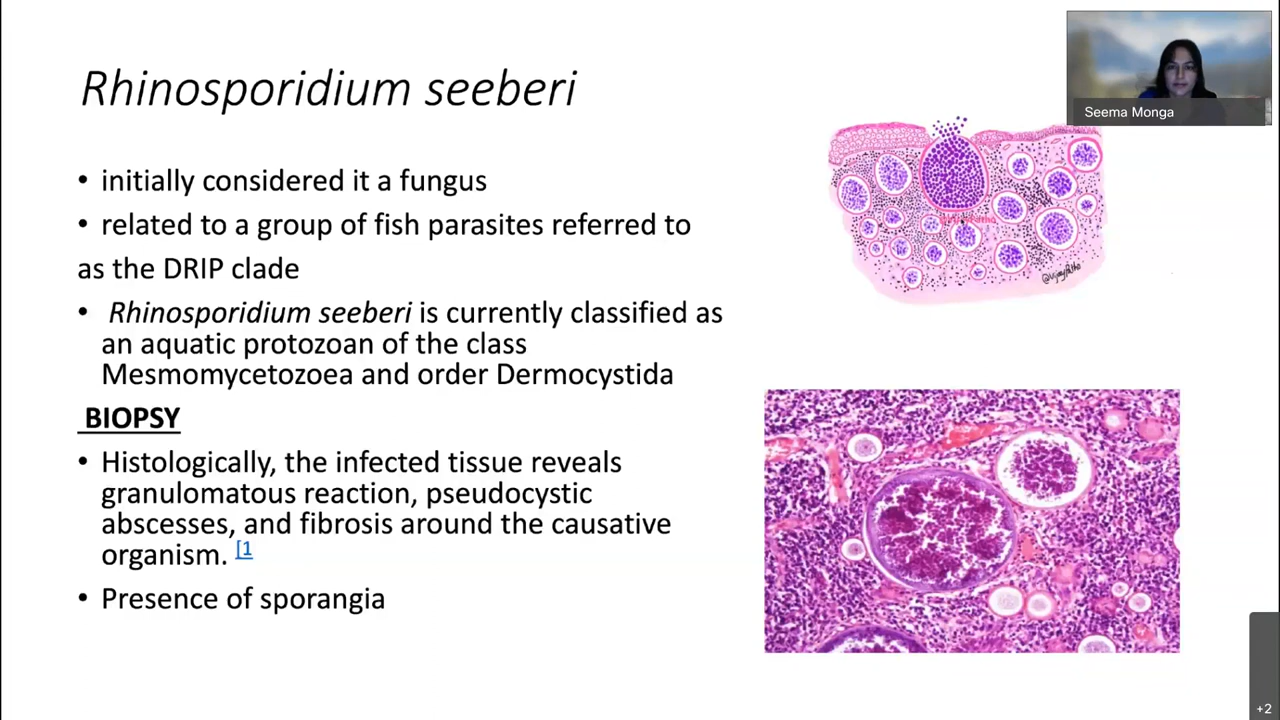 Rhinosporidium seeberi
Seema Monga
• initially considered it a fungus
• related to a group of fish parasites referred to
as the DRIP clade
• Rhinosporidium seeberi is currently classified as
an aquatic protozoan of the class
Mesmomycetozoea and order Dermocystida
BIOPSY
• Histologically, the infected tissue reveals
granulomatous reaction, pseudocystic
abscesses, and fibrosis around the causative
organism. [1
• Presence of sporangia
+2